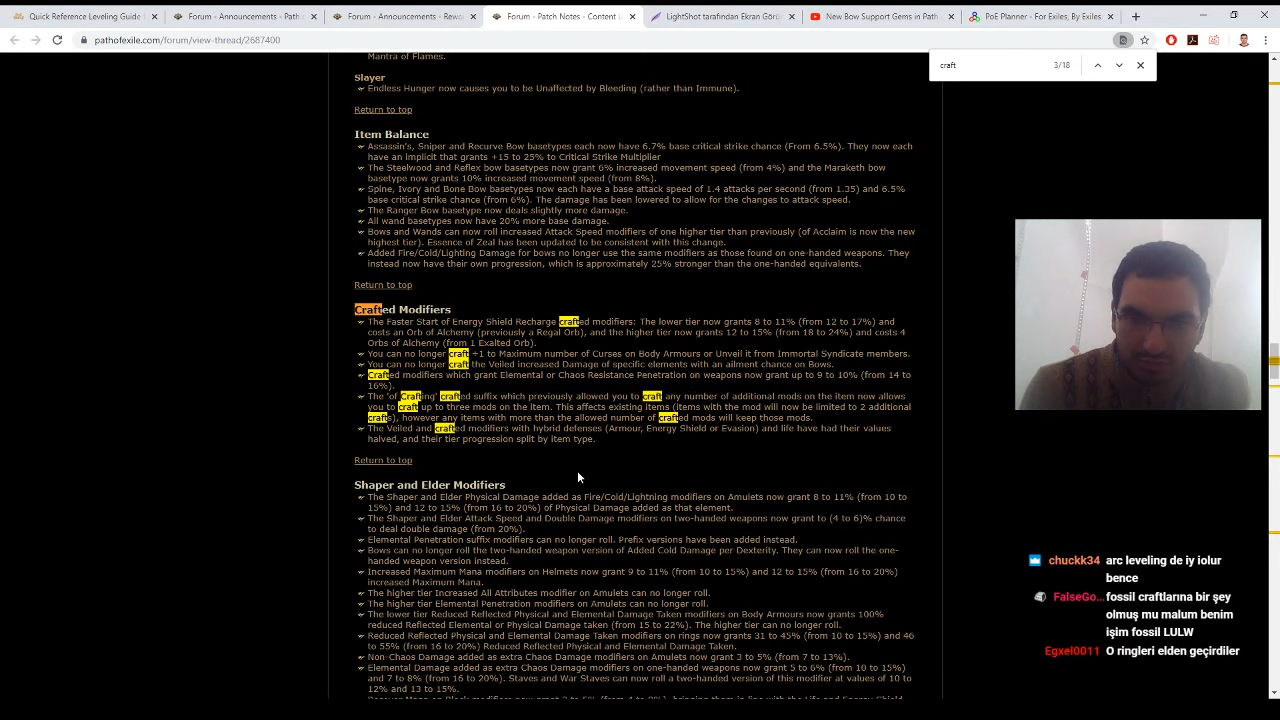 Quick Reference Leveling Guide
Forum - Announcements - Path o
Forum - Announcements - Rewo
Forum - Patch Notes - Content U
LightShot tarafından Ekran Görü
New Bow Support Gems in Path
PoE Planner - For Exiles, By Exiles
pathofexile.com/forum/view-thread/2687400
craft
3/18
Mantra of Flames.
Slayer
Endless Hunger now causes you to be Unaffected by Bleeding (rather than Immune).
Return to top
Item Balance
Assassin's, Sniper and Recurve Bow basetypes each now have 6.7% base critical strike chance (From 6.5%). They now each
have an implicit that grants +15 to 25% to Critical Strike Multiplier
The Steelwood and Reflex bow basetypes now grant 6% increased movement speed (from 4%) and the Maraketh bow
basetype now grants 10% increased movement speed (from 8%).
Spine, Ivory and Bone Bow basetypes now each have a base attack speed of 1.4 attacks per second (from 1.35) and 6.5%
base critical strike chance (from 6%). The damage has been lowered to allow for the changes to attack speed.
The Ranger Bow basetype now deals slightly more damage.
All wand basetypes now have 20% more base damage.
Bows and Wands can now roll increased Attack Speed modifiers of one higher tier than previously (of Acclaim is now the new
highest tier). Essence of Zeal has been updated to be consistent with this change.
Added Fire/Cold/Lighting Damage for bows no longer use the same modifiers as those found on one-handed weapons. They
instead now have their own progression, which is approximately 25% stronger than the one-handed equivalents.
Return to top
Crafted Modifiers
The Faster Start of Energy Shield Recharge crafted modifiers: The lower tier now grants 8 to 11% (from 12 to 17%) and
costs an Orb of Alchemy (previously a Regal Orb), and the higher tier now grants 12 to 15% (from 18 to 24%) and costs 4
Orbs of Alchemy (from 1 Exalted Orb).
You can no longer craft +1 to Maximum number of Curses on Body Armours or Unveil it from Immortal Syndicate members.
You can no longer craft the Veiled increased Damage of specific elements with an ailment chance on Bows.
Crafted modifiers which grant Elemental or Chaos Resistance Penetration on weapons now grant up to 9 to 10% (from 14 to
16%).
The 'of Crafting' crafted suffix which previously allowed you to craft any number of additional mods on the item now allows
you to craft up to three mods on the item. This affects existing items (items with the mod will now be limited to 2 additional
crafts), however any items with more than the allowed number of crafted mods will keep those mods.
The Veiled and crafted modifiers with hybrid defenses (Armour, Energy Shield or Evasion) and life have had their values
halved, and their tier progression split by item type.
Return to top
Shaper and Elder Modifiers
The Shaper and Elder Physical Damage added as Fire/Cold/Lightning modifiers on Amulets now grant 8 to 11% (from 10 to
15%) and 12 to 15% (from 16 to 20%) of Physical Damage added as that element.
The Shaper and Elder Attack Speed and Double Damage modifiers on two-handed weapons now grant to (4 to 6)% chance
to deal double damage (from 20%).
Elemental Penetration suffix modifiers can no longer roll. Prefix versions have been added instead.
Bows can no longer roll the two-handed weapon version of Added Cold Damage per Dexterity. They can now roll the one-
handed weapon version instead.
Increased Maximum Mana modifiers on Helmets now grant 9 to 11% (from 10 to 15%) and 12 to 15% (from 16 to 20%)
increased Maximum Mana.
The higher tier Increased All Attributes modifier on Amulets can no longer roll.
The higher tier Elemental Penetration modifiers on Amulets can no longer roll.
The lower tier Reduced Reflected Physical and Elemental Damage Taken modifiers on Body Armours now grants 100%
reduced Reflected Elemental or Physical Damage taken (from 15 to 22%). The higher tier can no longer roll.
Reduced Reflected Physical and Elemental Damage Taken modifiers on rings now grants 31 to 45% (from 10 to 15%) and 46
to 55% (from 16 to 20%) Reduced Reflected Physical and Elemental Damage Taken.
Non-Chaos Damage added as extra Chaos Damage modifiers on Amulets now grant 3 to 5% (from 7 to 13%).
Elemental Damage added as extra Chaos Damage modifiers on one-handed weapons now grant 5 to 6% (from 10 to 15%)
and 7 to 8% (from 16 to 20%). Staves and War Staves can now roll a two-handed version of this modifier at values of 10 to
12% and 13 to 15%.
chuckk34 arc leveling de iy iolur
bence
FalseGo... fossil craftlarına bir şey
olmuş mu malum benim
işim fossil LULW
Egxel0011 O ringleri elden geçirdiler